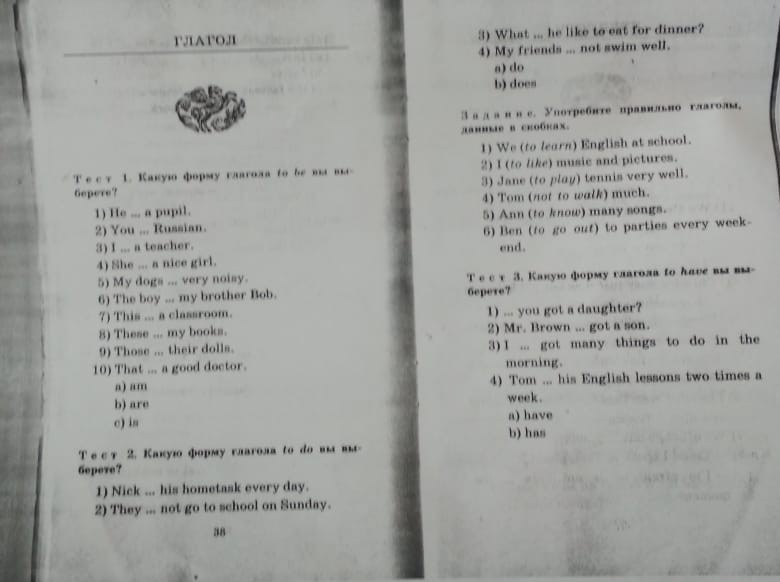 ГЛАГОЛ
Тест 1. Какую форму глагола to be вы вы-
берете?
1) He ... a pupil.
2) You ... Russian.
3) I ... a teacher.
4) She ... a nice girl.
5) My dogs ... very noisy.
6) The boy ... my brother Bob.
7) This ... a classroom.
8) These ... my books.
9) Those ... their dolls.
10) That ... a good doctor.
a) am
b) are
c) is
Тест 2. Какую форму глагола to do вы вы-
берете?
1) Nick ... his hometask every day.
2) They ... not go to school on Sunday.
38
3) What ... he like to eat for dinner?
4) My friends ... not swim well.
a) do
b) does
Задание. Употребите правильно глаголы,
данные в скобках.
1) We (to learn) English at school.
2) I (to like) music and pictures.
3) Jane (to play) tennis very well.
4) Tom (not to walk) much.
5) Ann (to know) many songs.
6) Ben (to go out) to parties every week-
end.
Тест 3. Какую форму глагола to have вы вы-
берете?
1) ... you got a daughter?
2) Mr. Brown ... got a son.
3) I ... got many things to do in the
morning.
4) Tom ... his English lessons two times a
week.
a) have
b) has